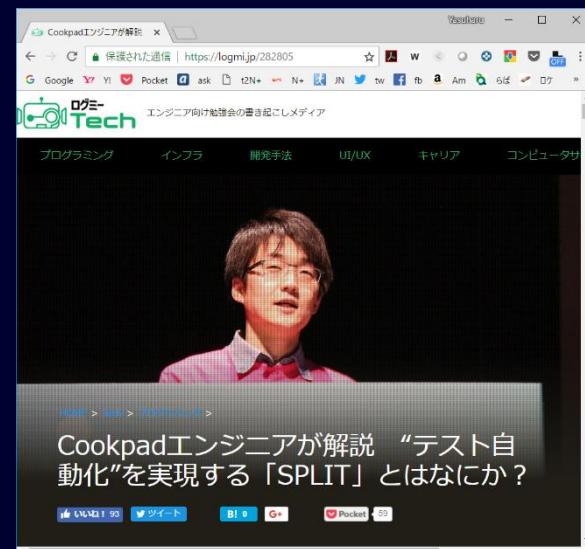 Yasuharu
Cookpadエンジニアが解説
保護された通信 | https://logmi.jp/282805
G Google Y? Y! Pocket a ask t2N+ N+ JN tw fb a Am 6ば ログ »
OFF
ログミー
Tech エンジニア向け勉強会の書き起こしメディア
プログラミング インフラ 開発手法 UI/UX キャリア コンピュータサ
Cookpadエンジニアが解説 “テスト自
動化”を実現する「SPLIT」とはなにか？
いいね！ 93 ツイート B! 0 G+ Pocket 59